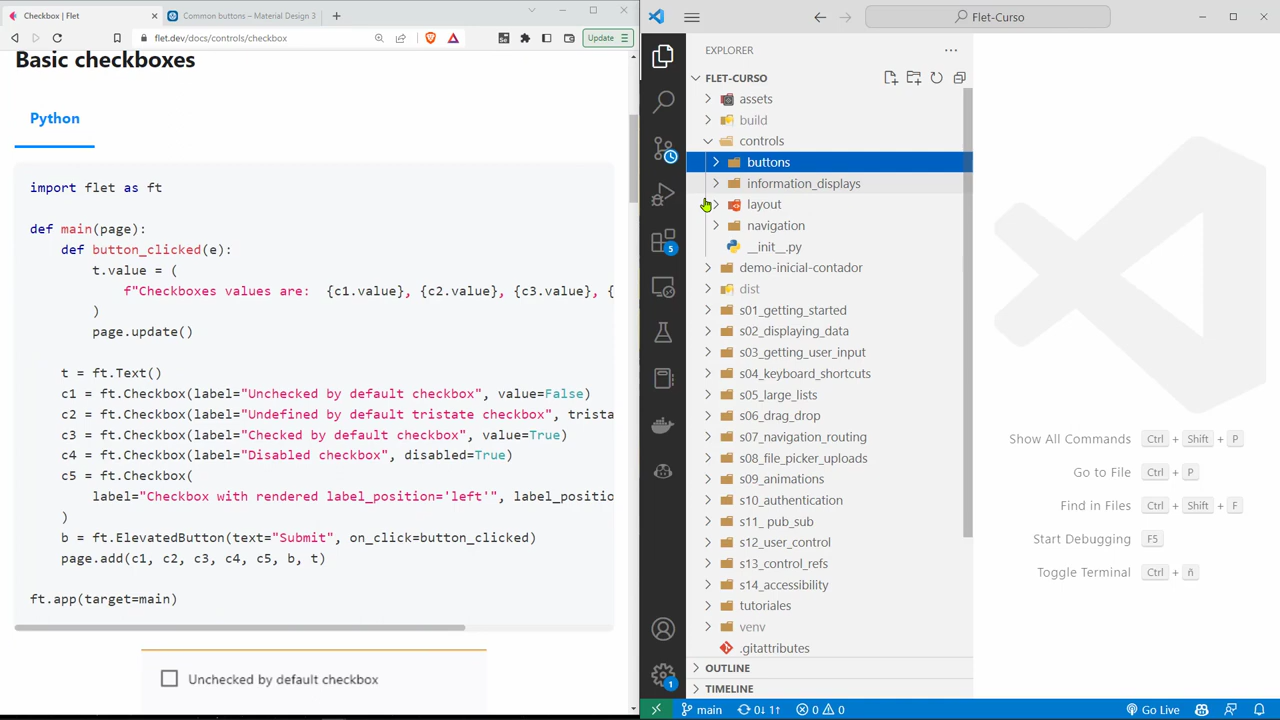 Checkbox | Flet
Common buttons – Material Design 3
flet.dev/docs/controls/checkbox
Update
Basic checkboxes
Python
import flet as ft
def main(page):
def button_clicked(e):
t.value = (
f"Checkboxes values are:  {c1.value}, {c2.value}, {c3.value}, {
)
page.update()
t = ft.Text()
c1 = ft.Checkbox(label="Unchecked by default checkbox", value=False)
c2 = ft.Checkbox(label="Undefined by default tristate checkbox", trista
c3 = ft.Checkbox(label="Checked by default checkbox", value=True)
c4 = ft.Checkbox(label="Disabled checkbox", disabled=True)
c5 = ft.Checkbox(
label="Checkbox with rendered label_position='left'", label_positio
)
b = ft.ElevatedButton(text="Submit", on_click=button_clicked)
page.add(c1, c2, c3, c4, c5, b, t)
ft.app(target=main)
Unchecked by default checkbox
Flet-Curso
EXPLORER
FLET-CURSO
assets
build
controls
buttons
information_displays
layout
navigation
__init__.py
demo-inicial-contador
dist
s01_getting_started
s02_displaying_data
s03_getting_user_input
s04_keyboard_shortcuts
s05_large_lists
s06_drag_drop
s07_navigation_routing
s08_file_picker_uploads
s09_animations
s10_authentication
s11_ pub_sub
s12_user_control
s13_control_refs
s14_accessibility
tutoriales
venv
.gitattributes
OUTLINE
TIMELINE
5
1
Show All Commands Ctrl + Shift + P
Go to File Ctrl + P
Find in Files Ctrl + Shift + F
Start Debugging F5
Toggle Terminal Ctrl + ñ
main 0↓ 1↑ 0 0 Go Live